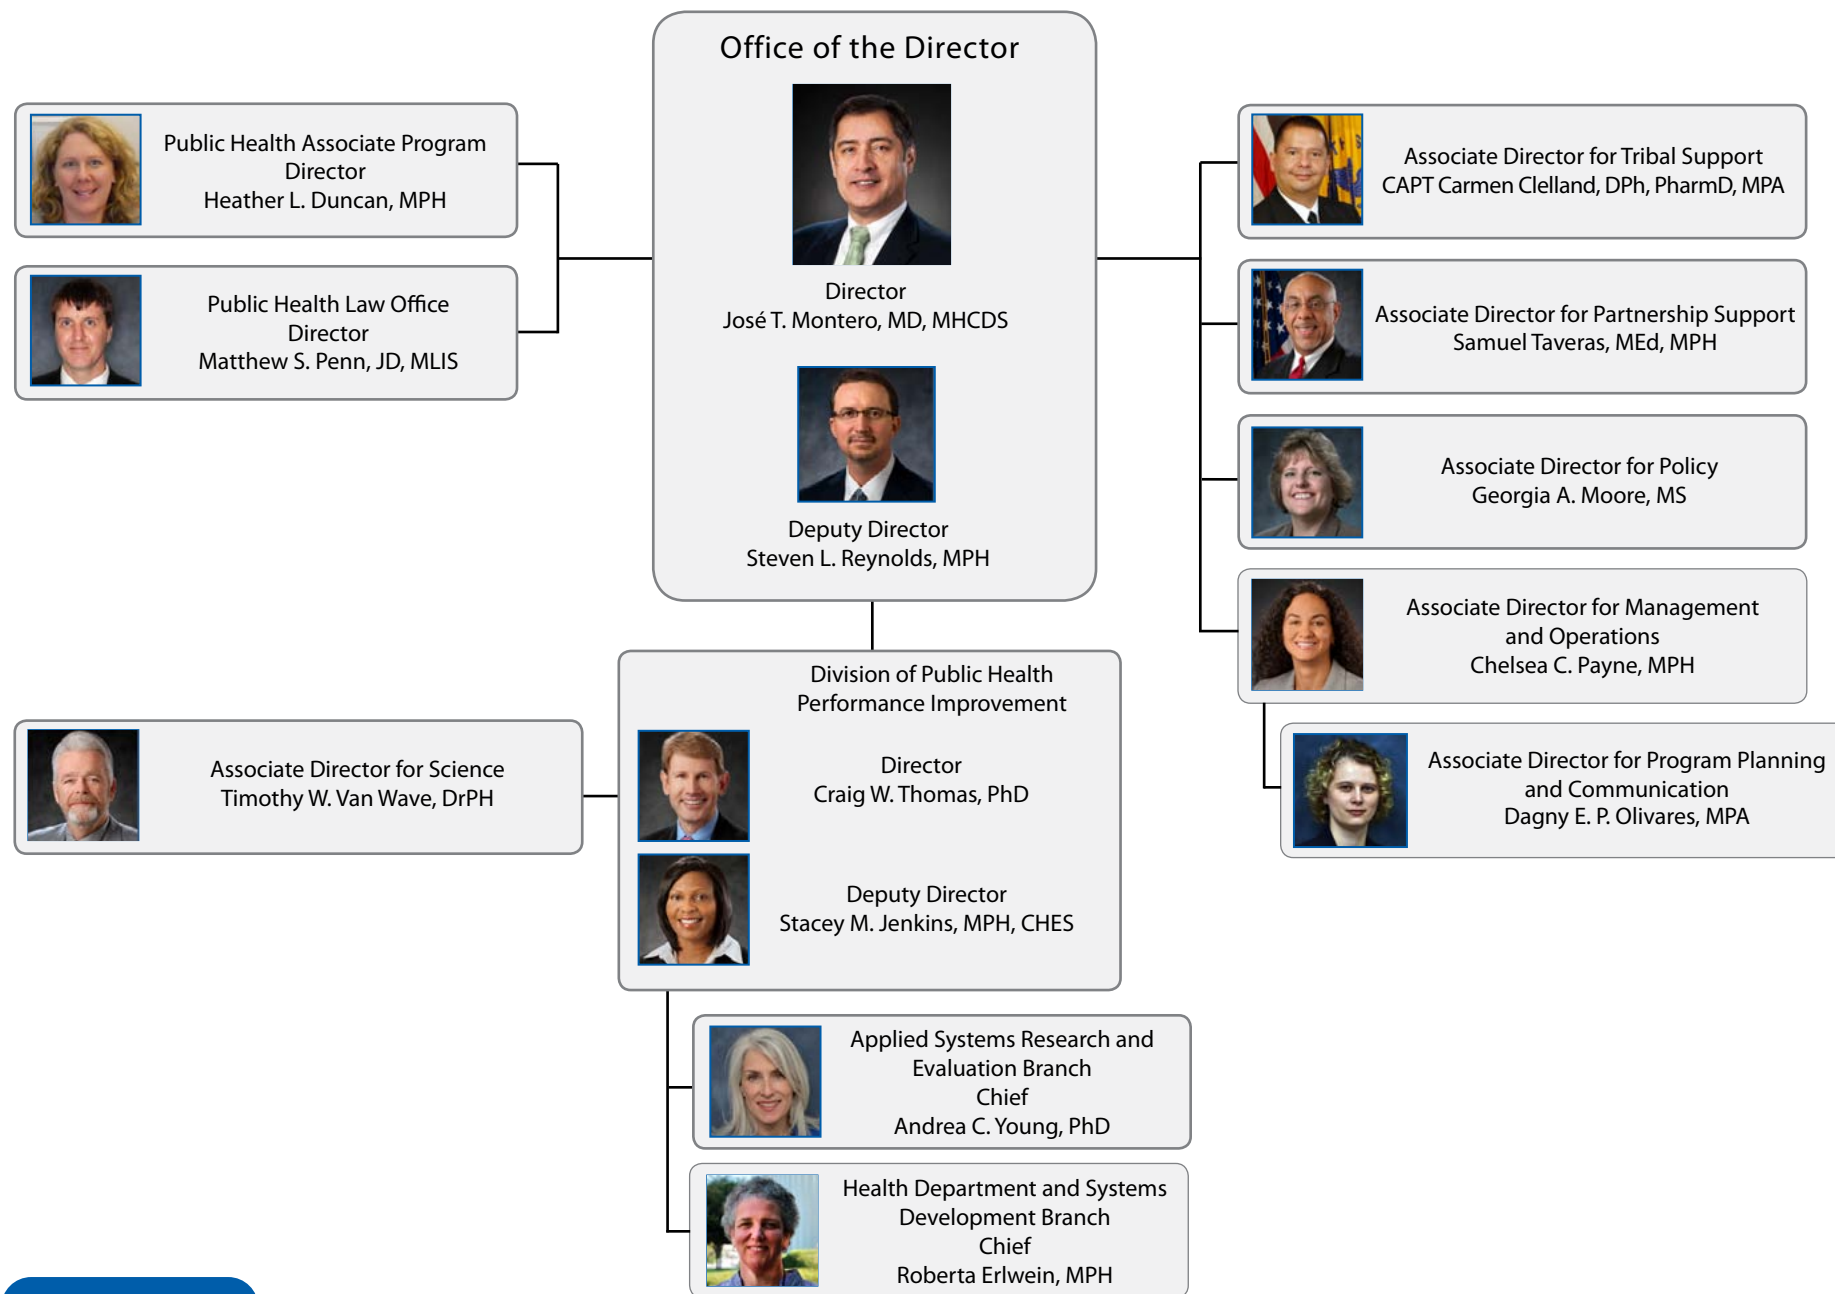 Office of the Director
Director
José T. Montero, MD, MHCDS
Deputy Director
Steven L. Reynolds, MPH
Public Health Associate Program
Director
Heather L. Duncan, MPH
Public Health Law Office
Director
Matthew S. Penn, JD, MLIS
Associate Director for Tribal Support
CAPT Carmen Clelland, DPh, PharmD, MPA
Associate Director for Partnership Support
Samuel Taveras, MEd, MPH
Associate Director for Policy
Georgia A. Moore, MS
Associate Director for Management
and Operations
Chelsea C. Payne, MPH
Associate Director for Program Planning
and Communication
Dagny E. P. Olivares, MPA
Division of Public Health
Performance Improvement
Director
Craig W. Thomas, PhD
Deputy Director
Stacey M. Jenkins, MPH, CHES
Associate Director for Science
Timothy W. Van Wave, DrPH
Applied Systems Research and
Evaluation Branch
Chief
Andrea C. Young, PhD
Health Department and Systems
Development Branch
Chief
Roberta Erlwein, MPH